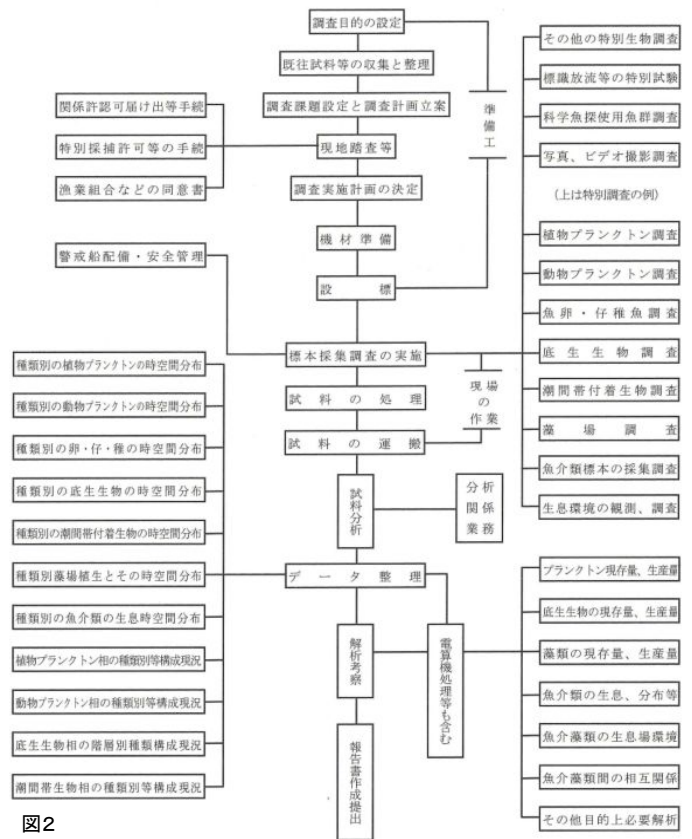 調査目的の設定
既往試料等の収集と整理
調査課題設定と調査計画立案
現地踏査等
調査実施計画の決定
機材準備
設標
準備工
関係許認可届け出等手続
特別採捕許可等の手続
漁業組合などの同意書
警戒船配備・安全管理
標本採集調査の実施
試料の処理
試料の運搬
現場の作業
その他の特別生物調査
標識放流等の特別試験
科学魚探使用魚群調査
写真、ビデオ撮影調査
(上は特別調査の例)
植物プランクトン調査
動物プランクトン調査
魚卵・仔稚魚調査
底生生物調査
潮間帯付着生物調査
藻場調査
魚介類標本の採集調査
生息環境の観測、調査
試料分析
分析
関係
業務
データ整理
種類別の植物プランクトンの時空間分布
種類別の動物プランクトンの時空間分布
種類別の卵・仔・稚の時空間分布
種類別の底生生物の時空間分布
種類別の潮間帯付着生物の時空間分布
種類別藻場植生とその時空間分布
種類別の魚介類の生息時空間分布
植物プランクトン相の種類別等構成現況
動物プランクトン相の種類別等構成現況
底生生物相の階層別種類構成現況
潮間帯生物相の種類別等構成現況
解析考察
電算機処理等も含む
報告書作成提出
プランクトン現存量、生産量
底生生物の現存量、生産量
藻類の現存量、生産量
魚介類の生息、分布等
魚介藻類の生息場環境
魚介藻類間の相互関係
その他目的上必要解析
図2